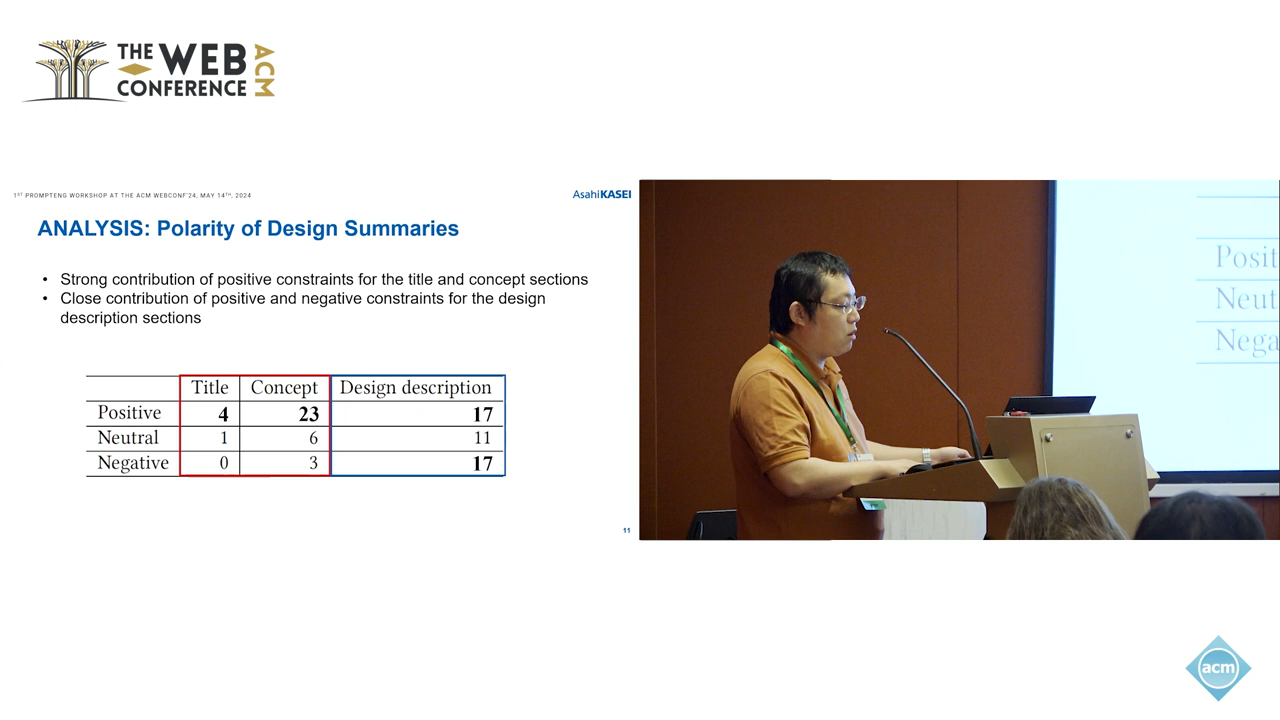 THE WEB CONFERENCE ACM
1ST PROMPTENG WORKSHOP AT THE ACM WEBCONF'24, MAY 14TH, 2024
AsahiKASEI
ANALYSIS: Polarity of Design Summaries
• Strong contribution of positive constraints for the title and concept sections
• Close contribution of positive and negative constraints for the design
description sections
Title Concept Design description
Positive 4 23 17
Neutral 1 6 11
Negative 0 3 17
11
Posit
Neut
Nega
acm